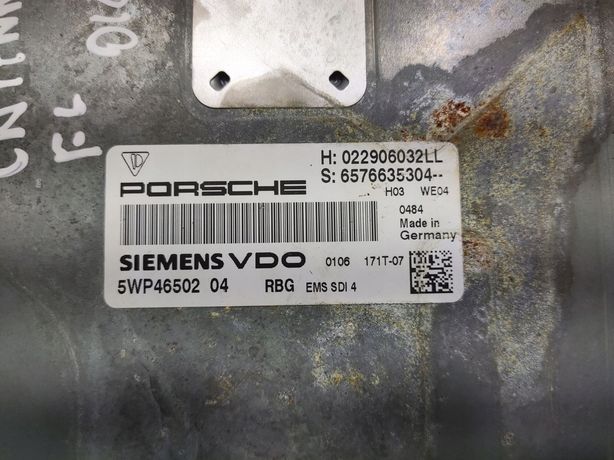 H: 022906032LL
S: 6576635304--
PORSCHE
H03 WE04
0484
Made in
Germany
SIEMENS VDO 0106 171T-07
5WP46502 04 RBG EMS SDI 4
FL